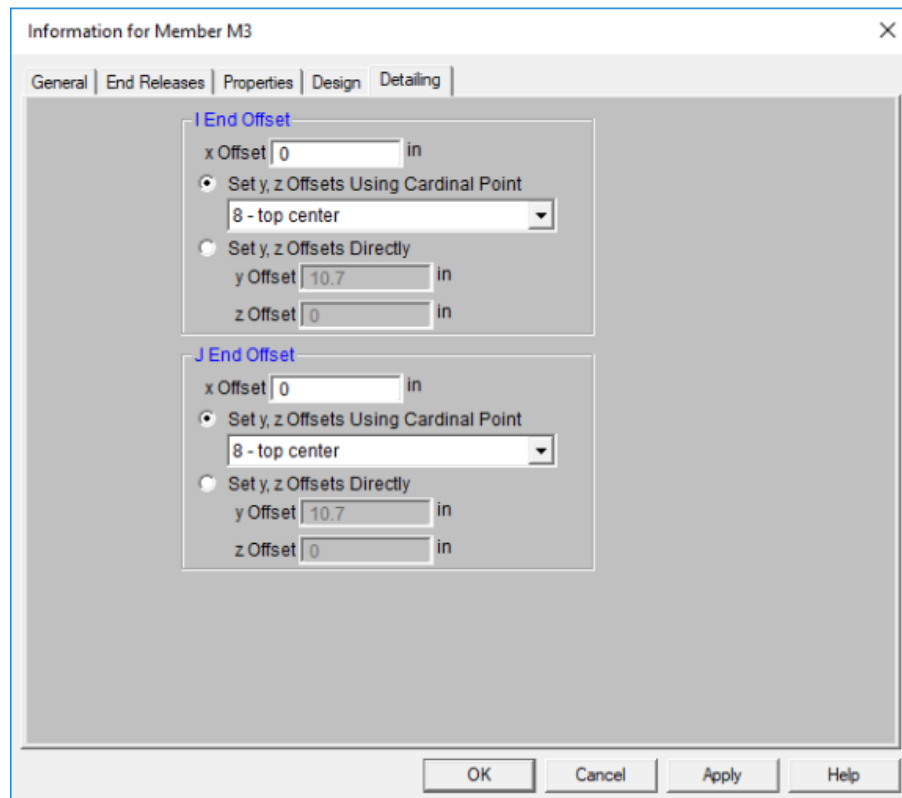 Information for Member M3
General End Releases Properties Design Detailing
I End Offset
x Offset 0 in
Set y, z Offsets Using Cardinal Point
8 - top center
Set y, z Offsets Directly
y Offset 10.7 in
z Offset 0 in
J End Offset
x Offset 0 in
Set y, z Offsets Using Cardinal Point
8 - top center
Set y, z Offsets Directly
y Offset 10.7 in
z Offset 0 in
OK Cancel Apply Help